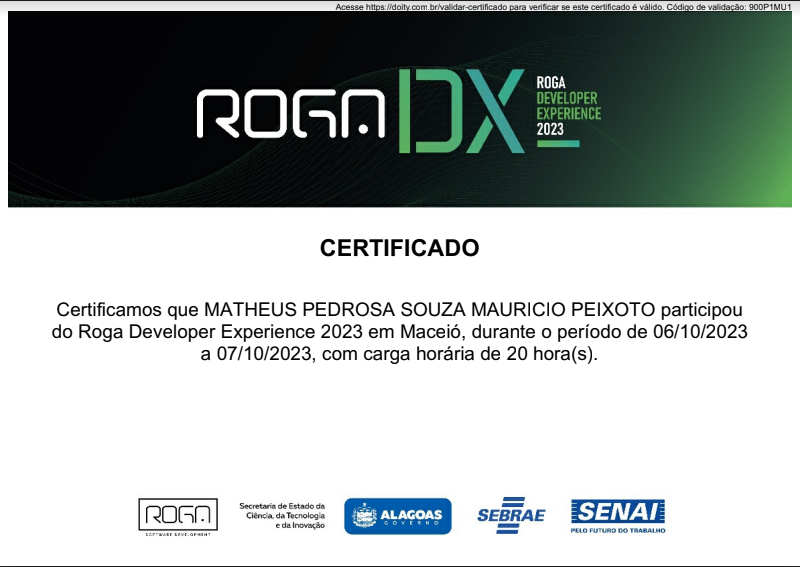 Acesse https://doity.com.br/validar-certificado para verificar se este certificado é válido. Código de validação: 900P1MU1
ROGA DX
ROGA
DEVELOPER
EXPERIENCE
2023
CERTIFICADO
Certificamos que MATHEUS PEDROSA SOUZA MAURICIO PEIXOTO participou
do Roga Developer Experience 2023 em Maceió, durante o período de 06/10/2023
a 07/10/2023, com carga horária de 20 hora(s).
ROGA
SOFTWARE DEVELOPMENT
Secretaria de Estado da
Ciência, da Tecnologia
e da Inovação
ALAGOAS
GOVERNO
SEBRAE
SENAI
PELO FUTURO DO TRABALHO